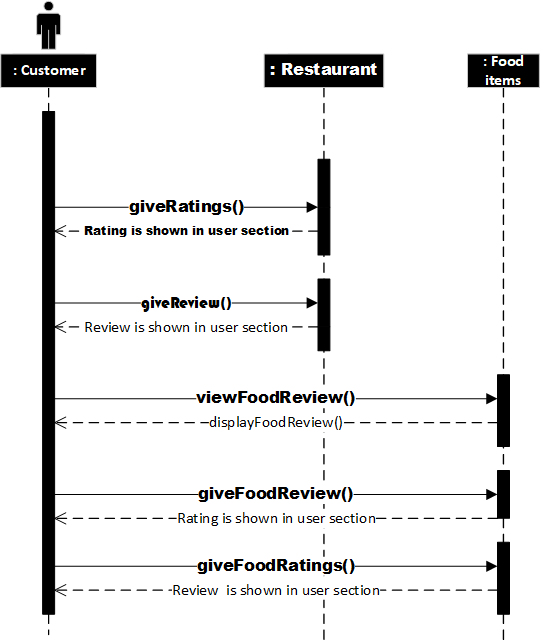 : Customer
: Restaurant
: Food
items
giveRatings()
Rating is shown in user section
giveReview()
Review is shown in user section
viewFoodReview()
displayFoodReview()
giveFoodReview()
Rating is shown in user section
giveFoodRatings()
Review  is shown in user section